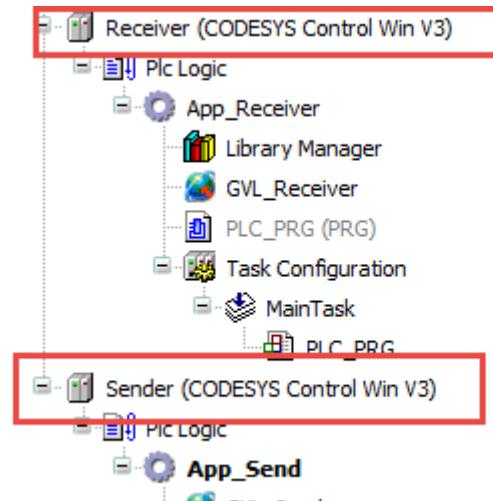 Receiver (CODESYS Control Win V3)
Plc Logic
App_Receiver
Library Manager
GVL_Receiver
PLC_PRG (PRG)
Task Configuration
MainTask
PLC_PRG
Sender (CODESYS Control Win V3)
Plc Logic
App_Send